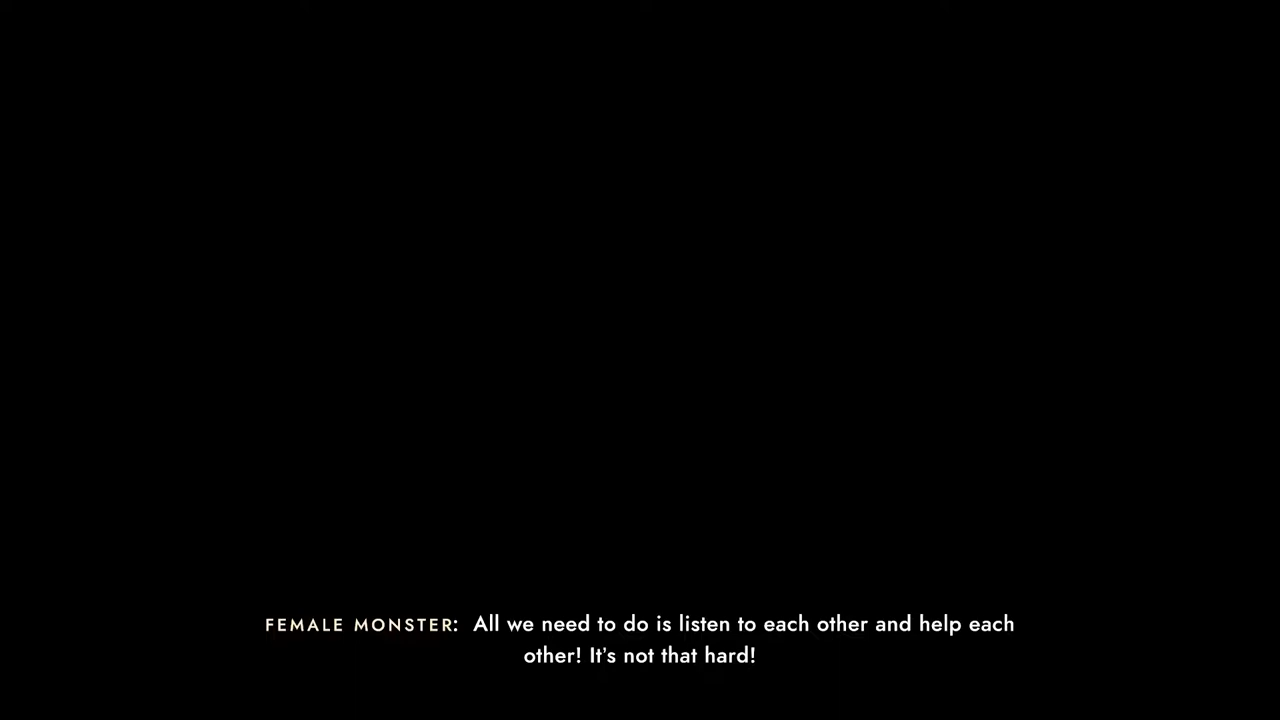 FEMALE MONSTER: All we need to do is listen to each other and help each
other! It’s not that hard!